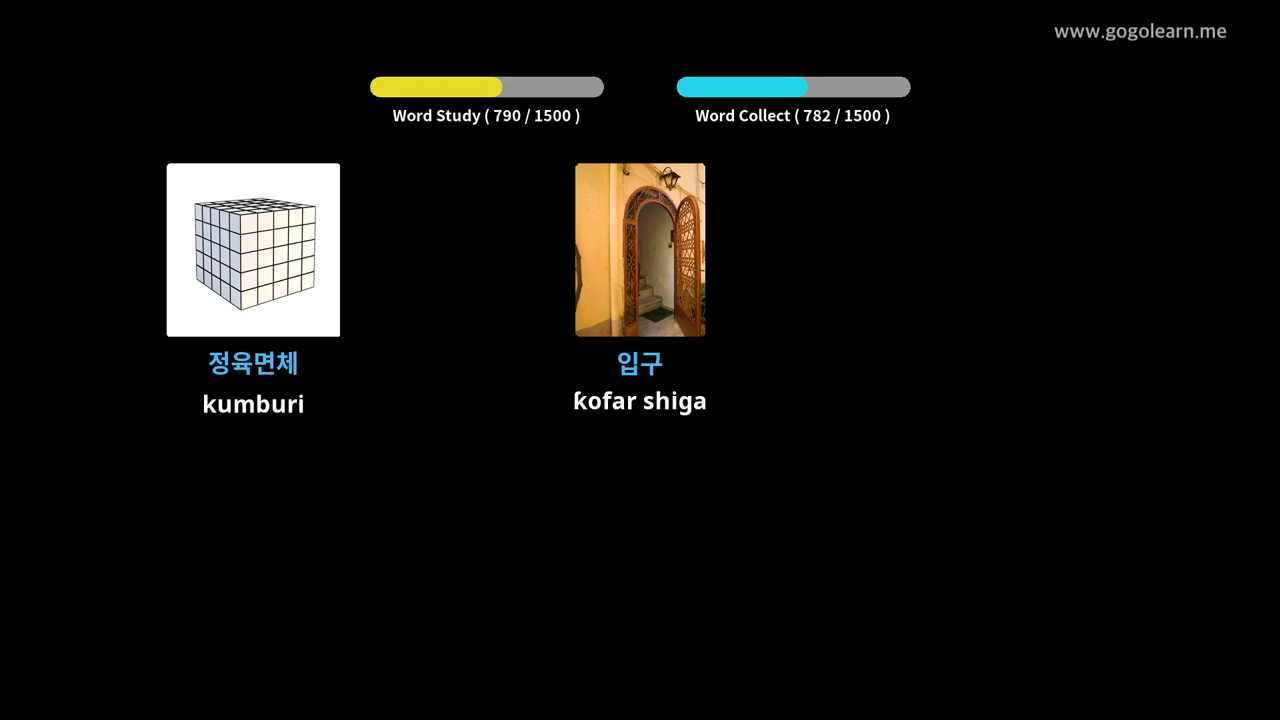 www.gogolearn.me
Word Study ( 790 / 1500 )
Word Collect ( 782 / 1500 )
정육면체
kumburi
입구
ƙofar shiga